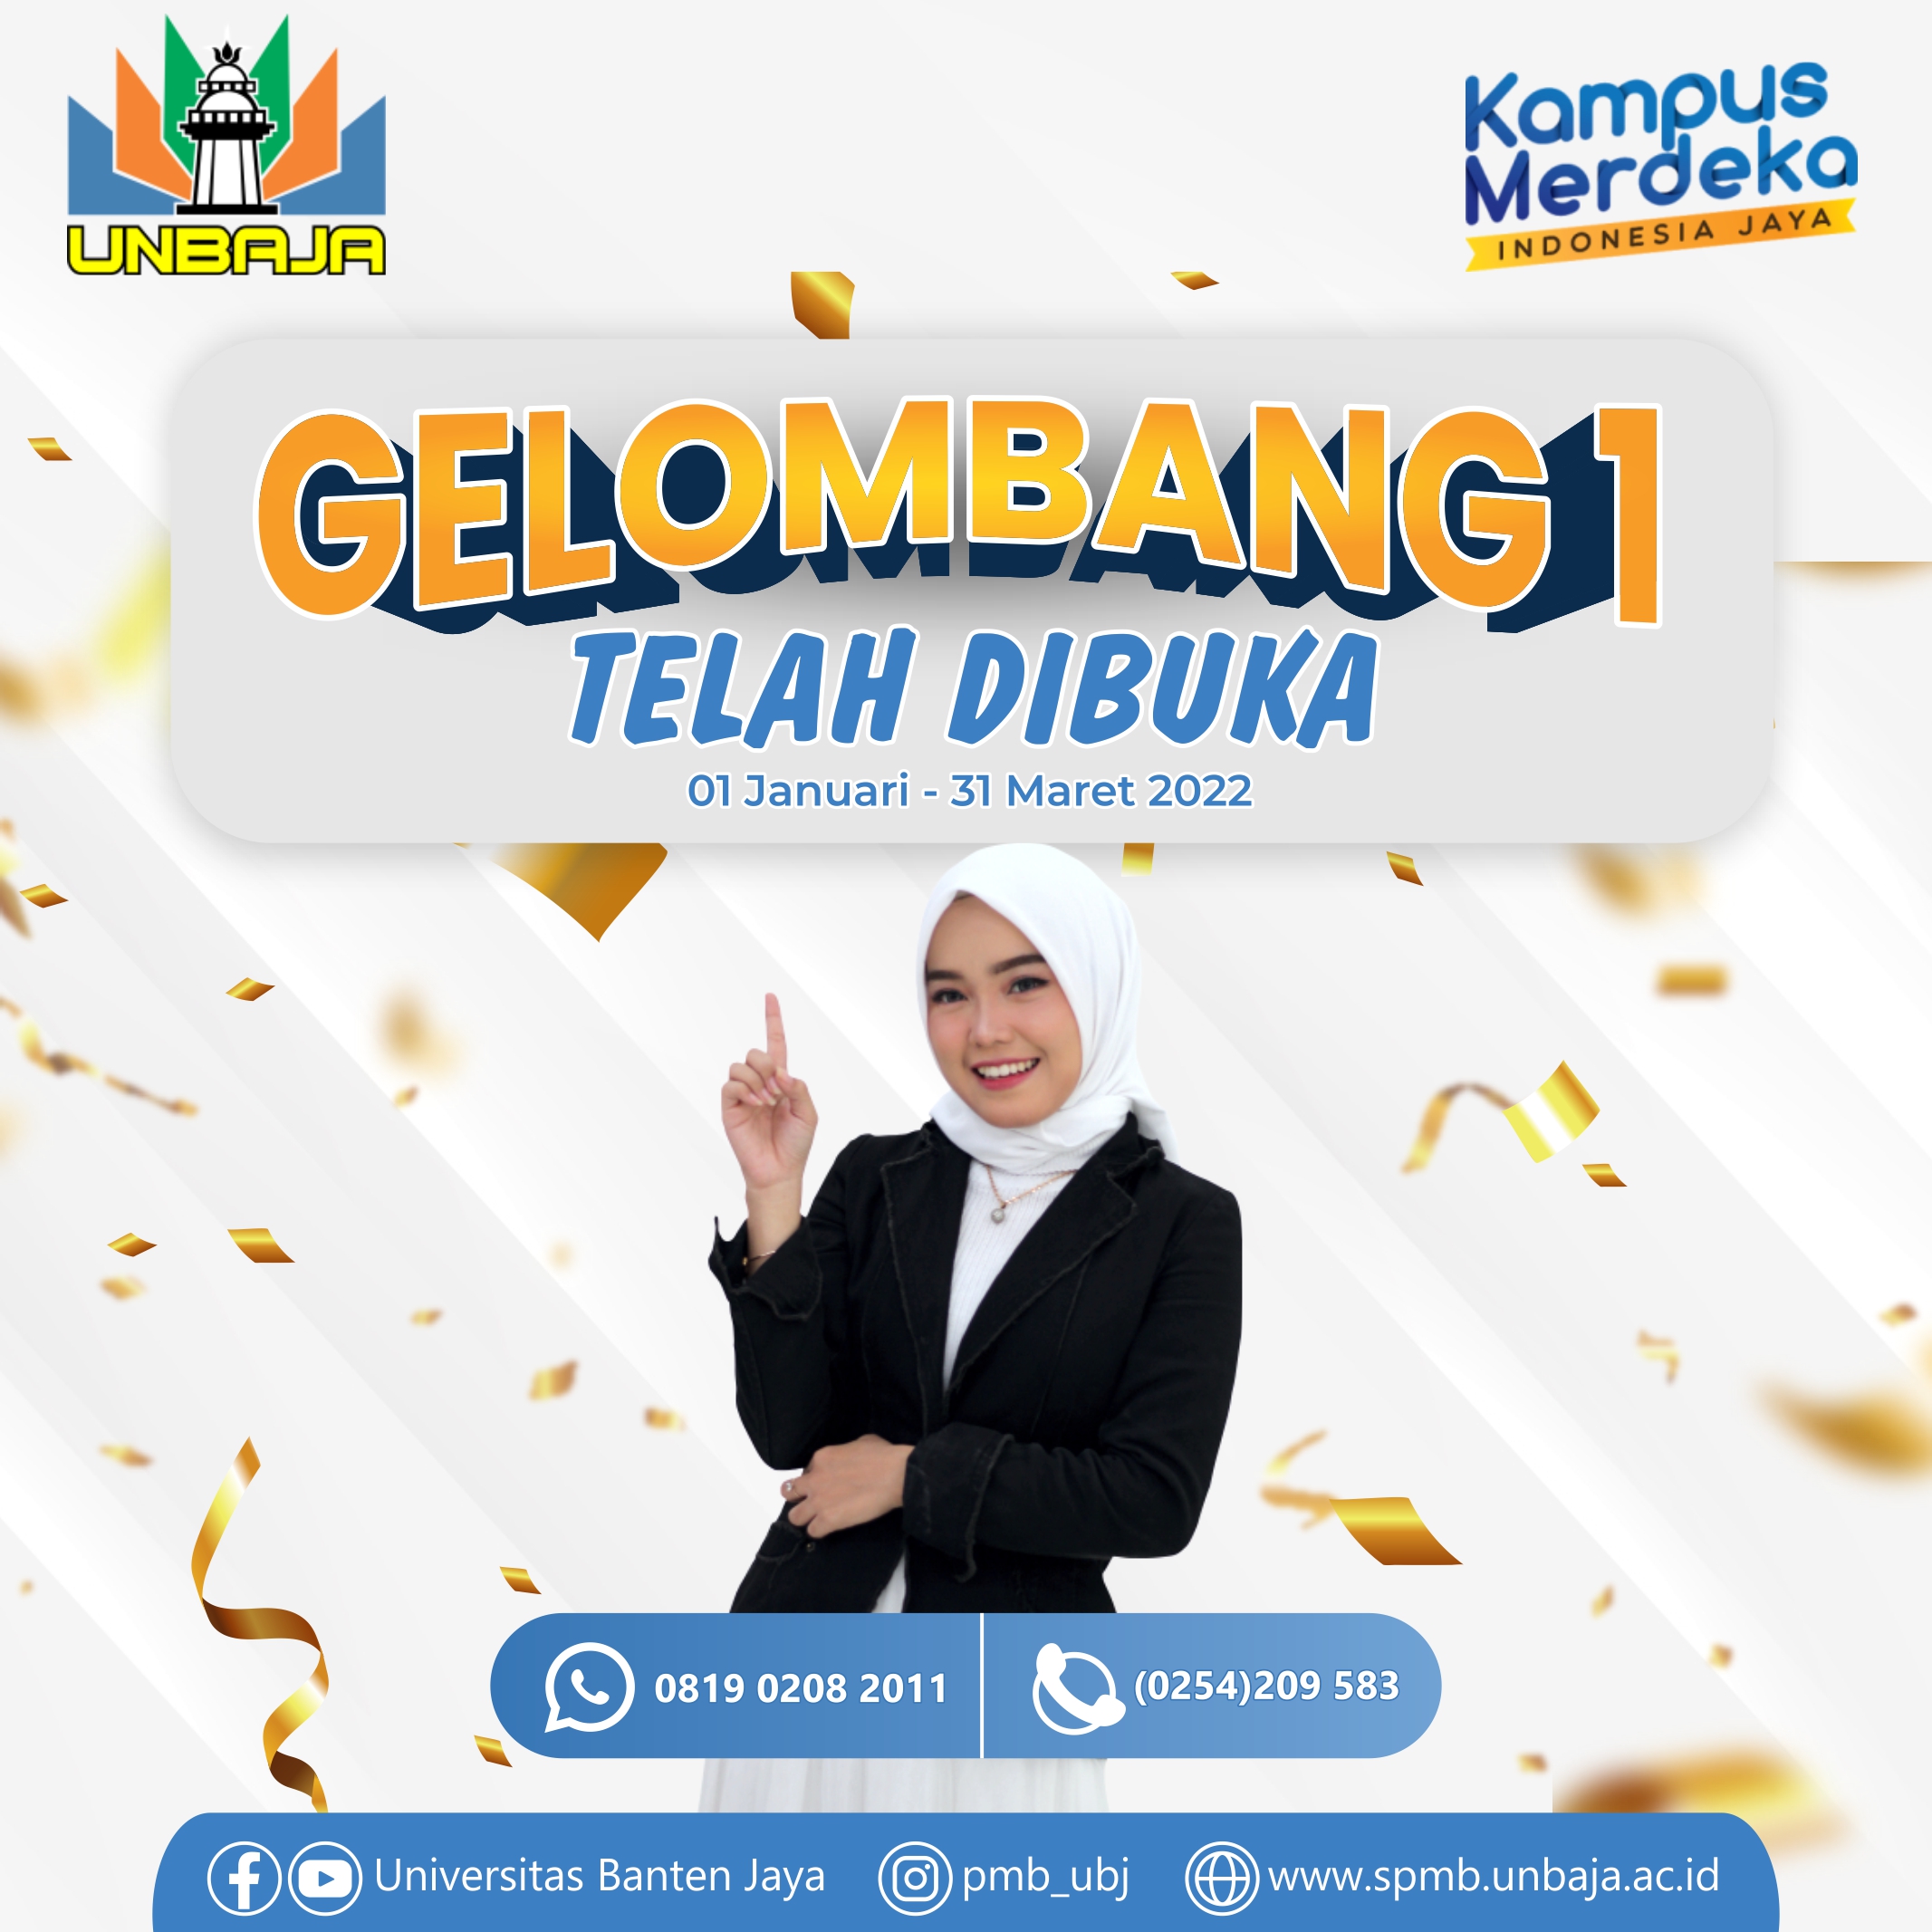 UNBAJA
Kampus
Merdeka
INDONESIA JAYA
GELOMBANG 1
TELAH DIBUKA
01 Januari - 31 Maret 2022
0819 0208 2011
(0254)209 583
Universitas Banten Jaya
pmb_ubj
www.spmb.unbaja.ac.id